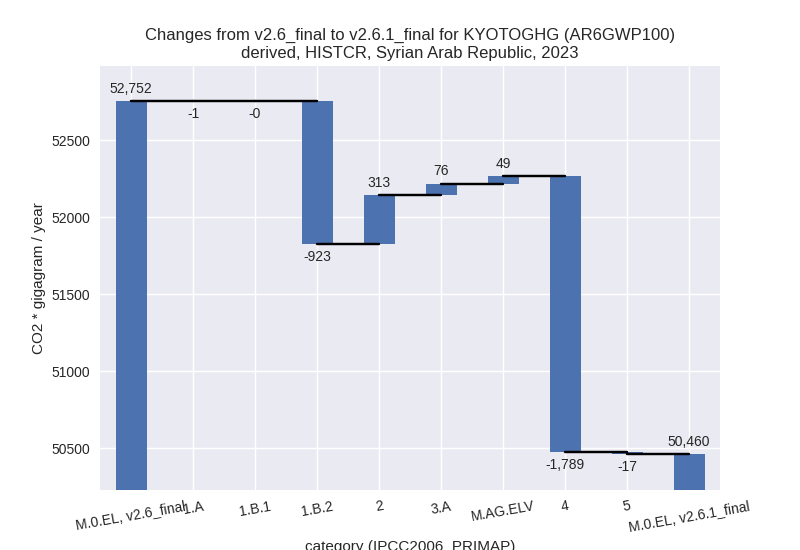 Changes from v2.6_final to v2.6.1_final for KYOTOGHG (AR6GWP100)
derived, HISTCR, Syrian Arab Republic, 2023
52,752
-1
-0
-923
313
76
49
-1,789
-17
50,460
CO2 * gigagram / year
52500
52000
51500
51000
50500
M.0.EL, v2.6_final
1.A
1.B.1
1.B.2
2
3.A
M.AG.ELV
4
5
M.0.EL, v2.6.1_final
category (IPCC2006_PRIMAP)